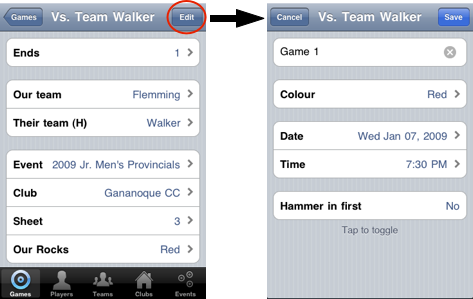 Games Vs. Team Walker Edit
Ends 1
Our team Flemming
Their team (H) Walker
Event 2009 Jr. Men's Provincials
Club Gananoque CC
Sheet 3
Our Rocks Red
Games Players Teams Clubs Events
Cancel Vs. Team Walker Save
Game 1
Colour Red
Date Wed Jan 07, 2009
Time 7:30 PM
Hammer in first No
Tap to toggle